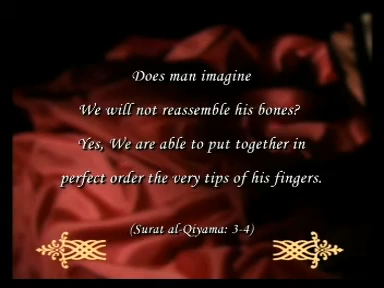 Does man imagine
We will not reassemble his bones?
Yes, We are able to put together in
perfect order the very tips of his fingers.
(Surat al-Qiyama: 3-4)